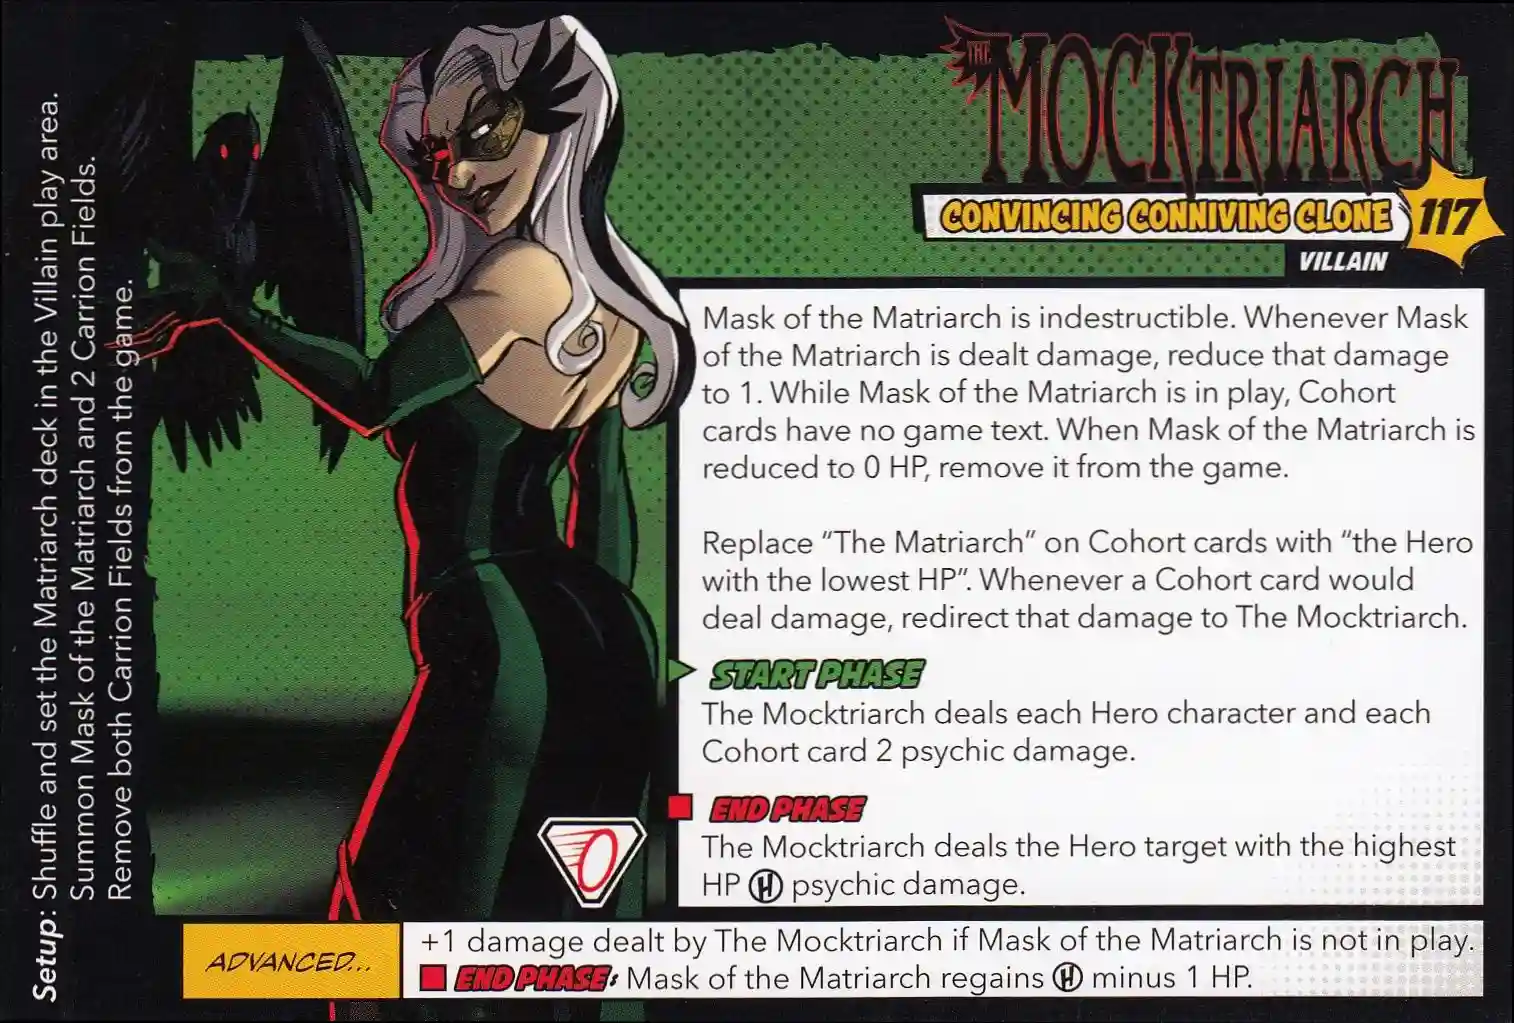 THE
MOCKTRIARCH
CONVINCING CONNIVING CLONE
117
VILLAIN
Mask of the Matriarch is indestructible. Whenever Mask
of the Matriarch is dealt damage, reduce that damage
to 1. While Mask of the Matriarch is in play, Cohort
cards have no game text. When Mask of the Matriarch is
reduced to 0 HP, remove it from the game.
Replace “The Matriarch” on Cohort cards with “the Hero
with the lowest HP”. Whenever a Cohort card would
deal damage, redirect that damage to The Mocktriarch.
START PHASE
The Mocktriarch deals each Hero character and each
Cohort card 2 psychic damage.
END PHASE
The Mocktriarch deals the Hero target with the highest
HP H psychic damage.
ADVANCED...
+1 damage dealt by The Mocktriarch if Mask of the Matriarch is not in play.
END PHASE: Mask of the Matriarch regains H minus 1 HP.
Setup: Shuffle and set the Matriarch deck in the Villain play area.
Summon Mask of the Matriarch and 2 Carrion Fields.
Remove both Carrion Fields from the game.
0